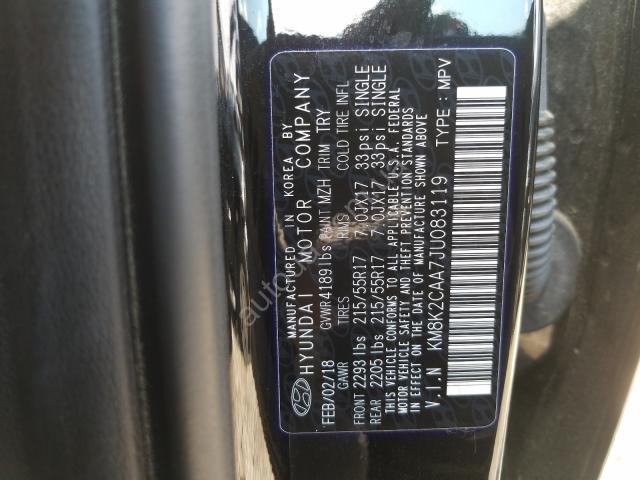 MANUFACTURED IN KOREA BY
HYUNDAI MOTOR COMPANY
FEB/02/18 GVWR 4189 lbs PAINT MZH TRIM TRY
GAWR TIRES RIMS COLD TIRE INFL
FRONT 2293 lbs 215/55R17 7.0JX17 33psi SINGLE
REAR 2205 lbs 215/55R17 7.0JX17 33psi SINGLE
THIS VEHICLE CONFORMS TO ALL APPLICABLE U.S.A. FEDERAL
MOTOR VEHICLE SAFETY AND THEFT PREVENTION STANDARDS
IN EFFECT ON THE DATE OF MANUFACTURE SHOWN ABOVE
V.I.N KM8K2CAA7JU083119 TYPE : MPV